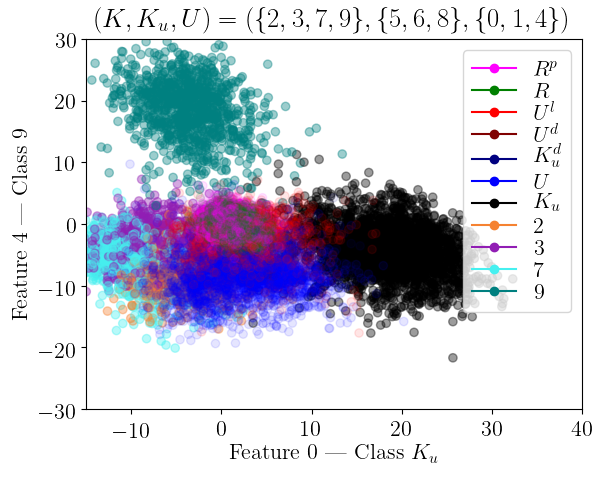 (K, K_u, U) = ({2, 3, 7, 9}, {5, 6, 8}, {0, 1, 4})
30
20
10
0
−10
−20
−30
Feature 4 — Class 9
R^p
R
U^l
U^d
K_u^d
U
K_u
2
3
7
9
−10
0
10
20
30
40
Feature 0 — Class K_u